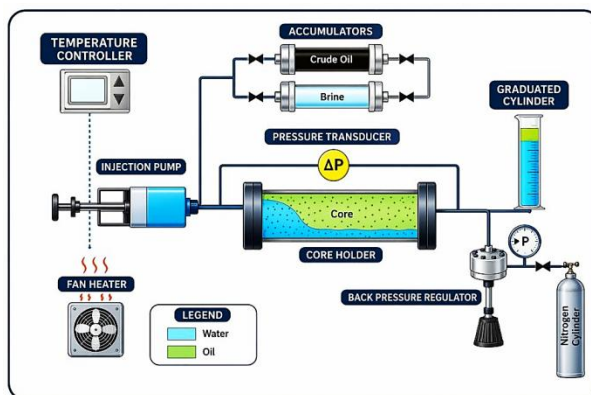 TEMPERATURE
CONTROLLER
ACCUMULATORS
Crude Oil
Brine
GRADUATED
CYLINDER
PRESSURE TRANSDUCER
ΔP
INJECTION PUMP
Core
CORE HOLDER
P
FAN HEATER
LEGEND
Water
Oil
BACK PRESSURE REGULATOR
Nitrogen
Cylinder